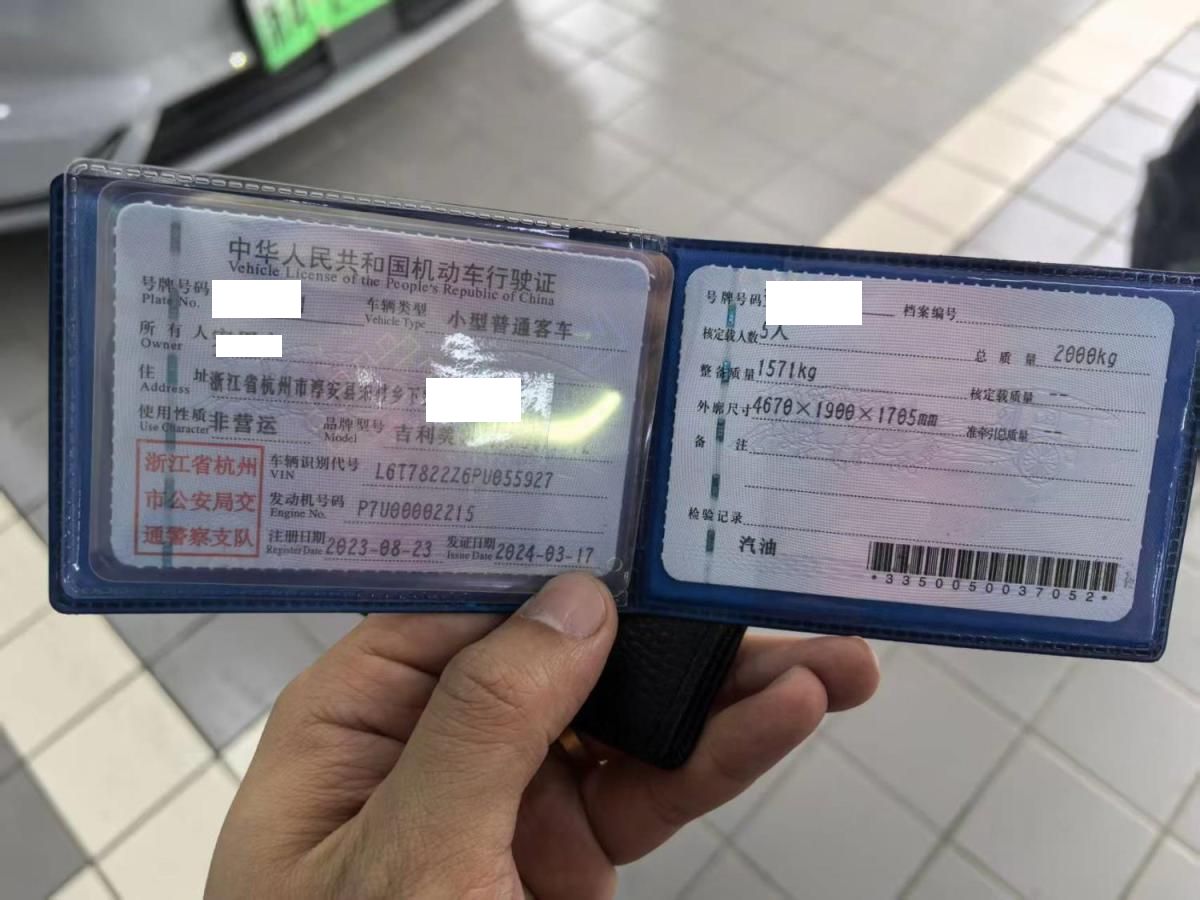 中华人民共和国机动车行驶证
Vehicle License of the People's Republic of China
号牌号码
Plate No.
车辆类型 小型普通客车
Vehicle Type
所有人
Owner
住址 浙江省杭州市淳安县 乡下
Address
使用性质 非营运
Use Character
品牌型号 吉利美
Model
浙江省杭州
市公安局交
通警察支队
车辆识别代号 L6T7822Z6PU055927
VIN
发动机号码 P7U00002215
Engine No.
注册日期 2023-08-23
Register Date
发证日期 2024-03-17
Issue Date
号牌号码
档案编号
核定载人数 5人
总质量 2000kg
整备质量 1571kg
核定载质量 --
外廓尺寸 4670×1900×1705
准牵引总质量 --
备注
检验记录
汽油
*3350050037052*